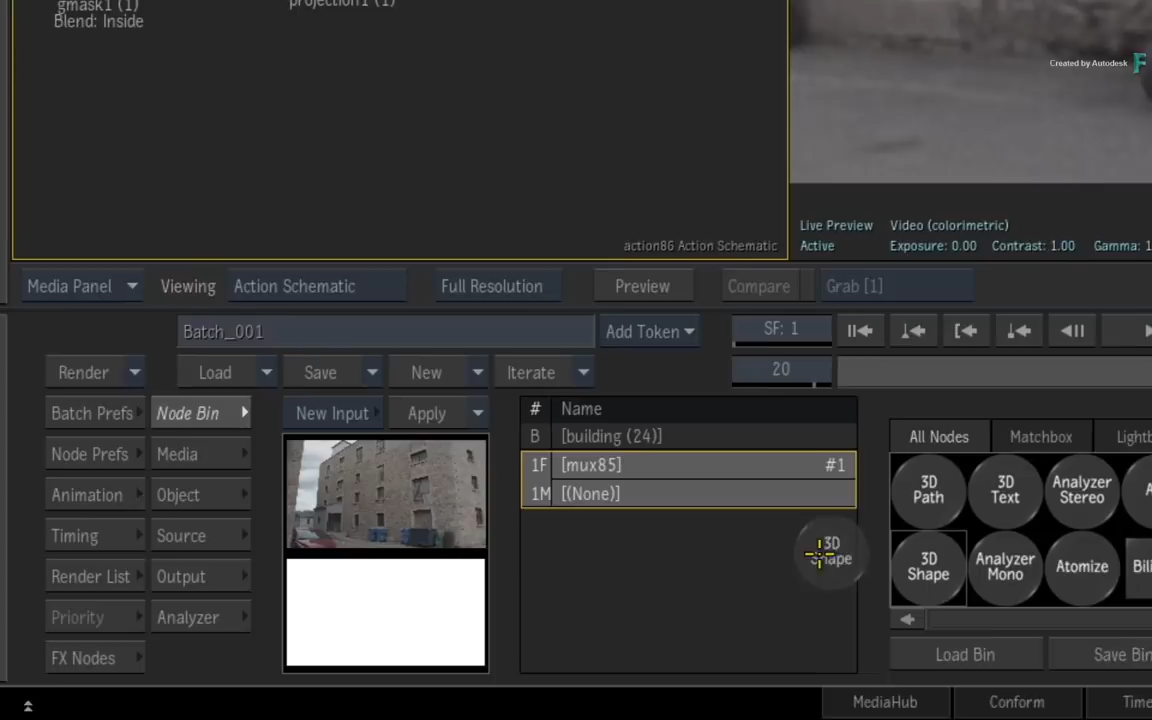 gmask1 (1)
Blend: Inside
projection1 (1)
Created by Autodesk
action86 Action Schematic
Live Preview Video (colorimetric)
Active Exposure: 0.00 Contrast: 1.00 Gamma: 1
Media Panel Viewing Action Schematic Full Resolution Preview Compare Grab [1]
Batch_001 Add Token SF: 1
Render Load Save New Iterate 20
Batch Prefs Node Bin New Input Apply # Name
B [building (24)] All Nodes Matchbox Lightb
Node Prefs Media 1F [mux85] #1
Animation Object 1M [(None)]
3D Path 3D Text Analyzer Stereo A
Timing Source 3D Shape
3D Shape Analyzer Mono Atomize Bil
Render List Output
Priority Analyzer
FX Nodes Load Bin Save Bin
MediaHub Conform Time